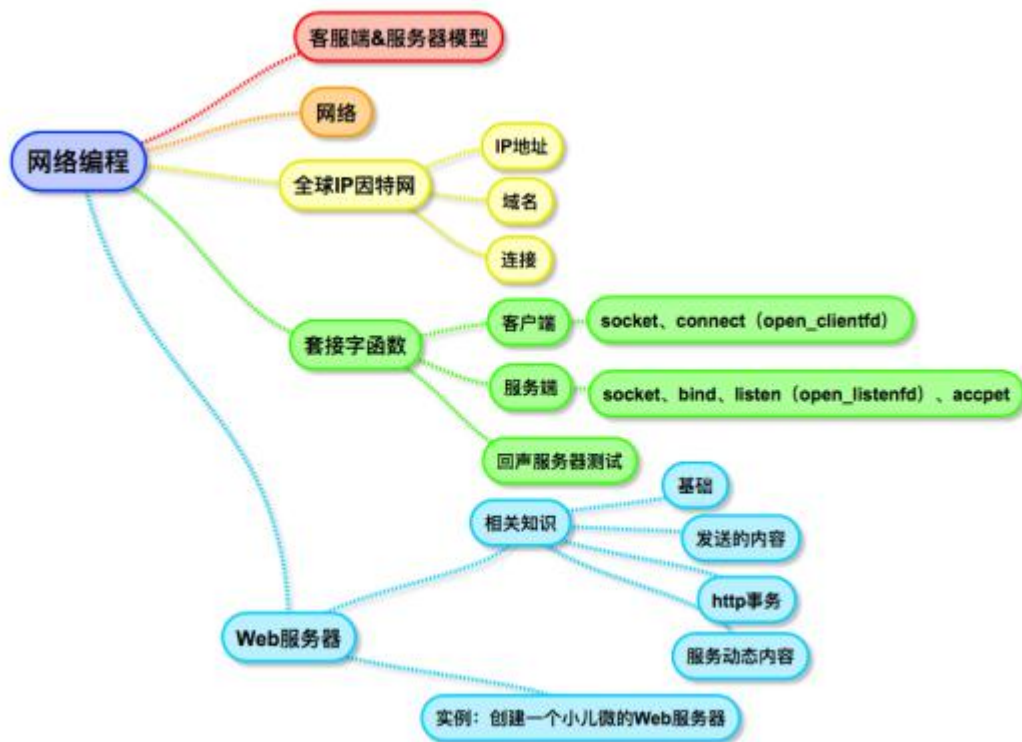 客服端&服务器模型
网络
网络编程
全球IP因特网
IP地址
域名
连接
套接字函数
客户端
socket、connect（open_clientfd）
服务端
socket、bind、listen（open_listenfd）、accpet
回声服务器测试
Web服务器
相关知识
基础
发送的内容
http事务
服务动态内容
实例：创建一个小儿微的Web服务器